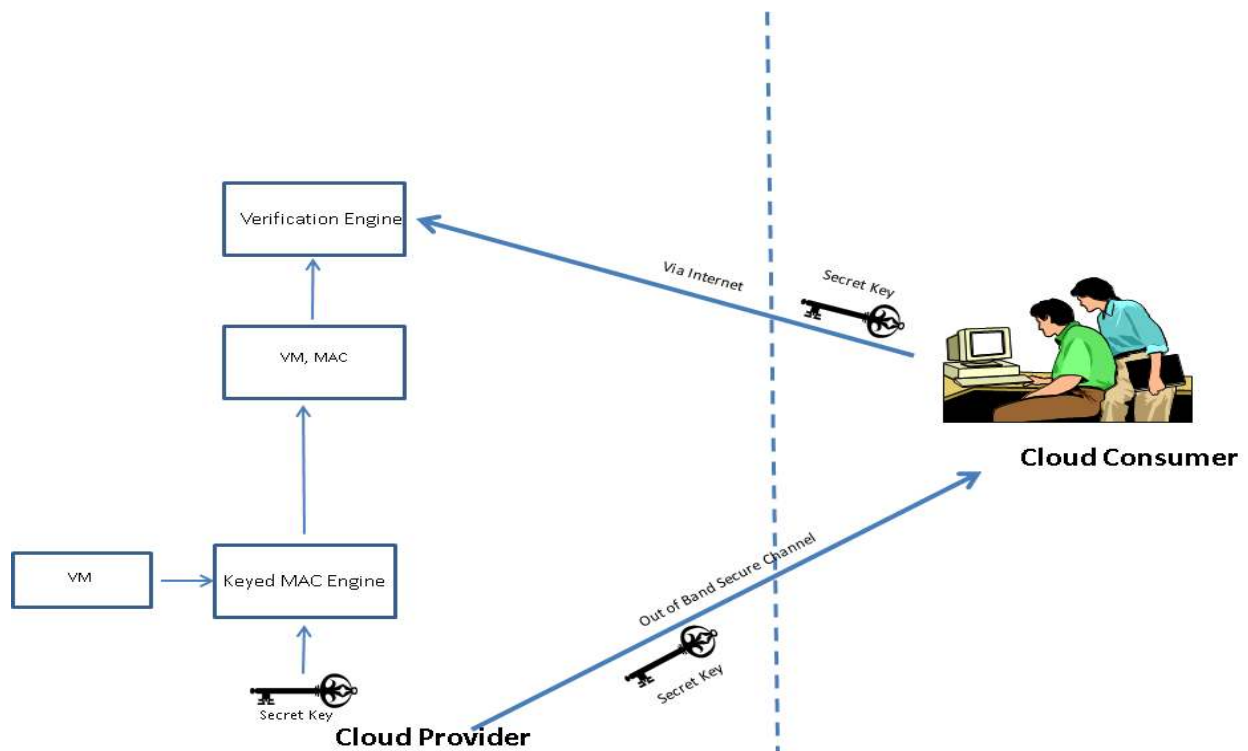 Verification Engine
Via Internet
Secret Key
VM, MAC
Cloud Consumer
VM
Keyed MAC Engine
Out of Band Secure Channel
Secret Key
Secret Key
Cloud Provider